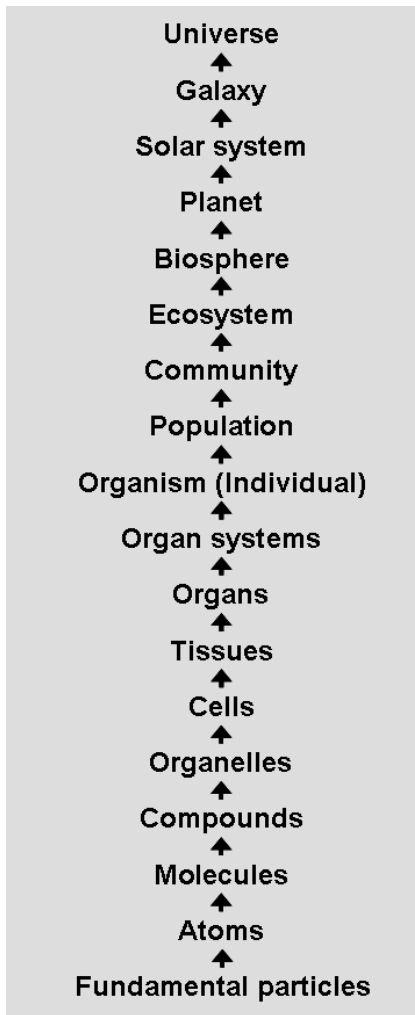 Universe
Galaxy
Solar system
Planet
Biosphere
Ecosystem
Community
Population
Organism (Individual)
Organ systems
Organs
Tissues
Cells
Organelles
Compounds
Molecules
Atoms
Fundamental particles